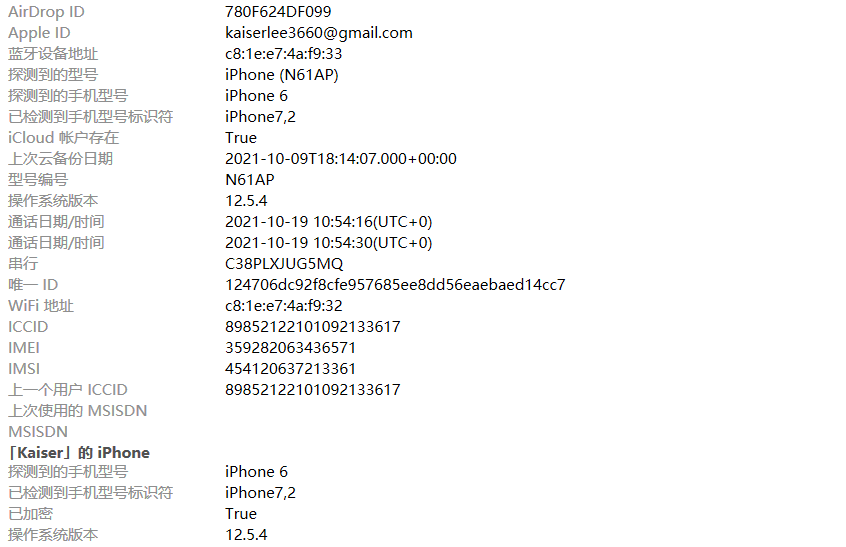 AirDrop ID 780F624DF099
Apple ID kaiserlee3660@gmail.com
蓝牙设备地址 c8:1e:e7:4a:f9:33
探测到的型号 iPhone (N61AP)
探测到的手机型号 iPhone 6
已检测到手机型号标识符 iPhone7,2
iCloud 帐户存在 True
上次云备份日期 2021-10-09T18:14:07.000+00:00
型号编号 N61AP
操作系统版本 12.5.4
通话日期/时间 2021-10-19 10:54:16(UTC+0)
通话日期/时间 2021-10-19 10:54:30(UTC+0)
串行 C38PLXJUG5MQ
唯一 ID 124706dc92f8cfe957685ee8dd56eaebaed14cc7
WiFi 地址 c8:1e:e7:4a:f9:32
ICCID 89852122101092133617
IMEI 359282063436571
IMSI 454120637213361
上一个用户 ICCID 89852122101092133617
上次使用的 MSISDN
MSISDN
「Kaiser」的 iPhone
探测到的手机型号 iPhone 6
已检测到手机型号标识符 iPhone7,2
已加密 True
操作系统版本 12.5.4